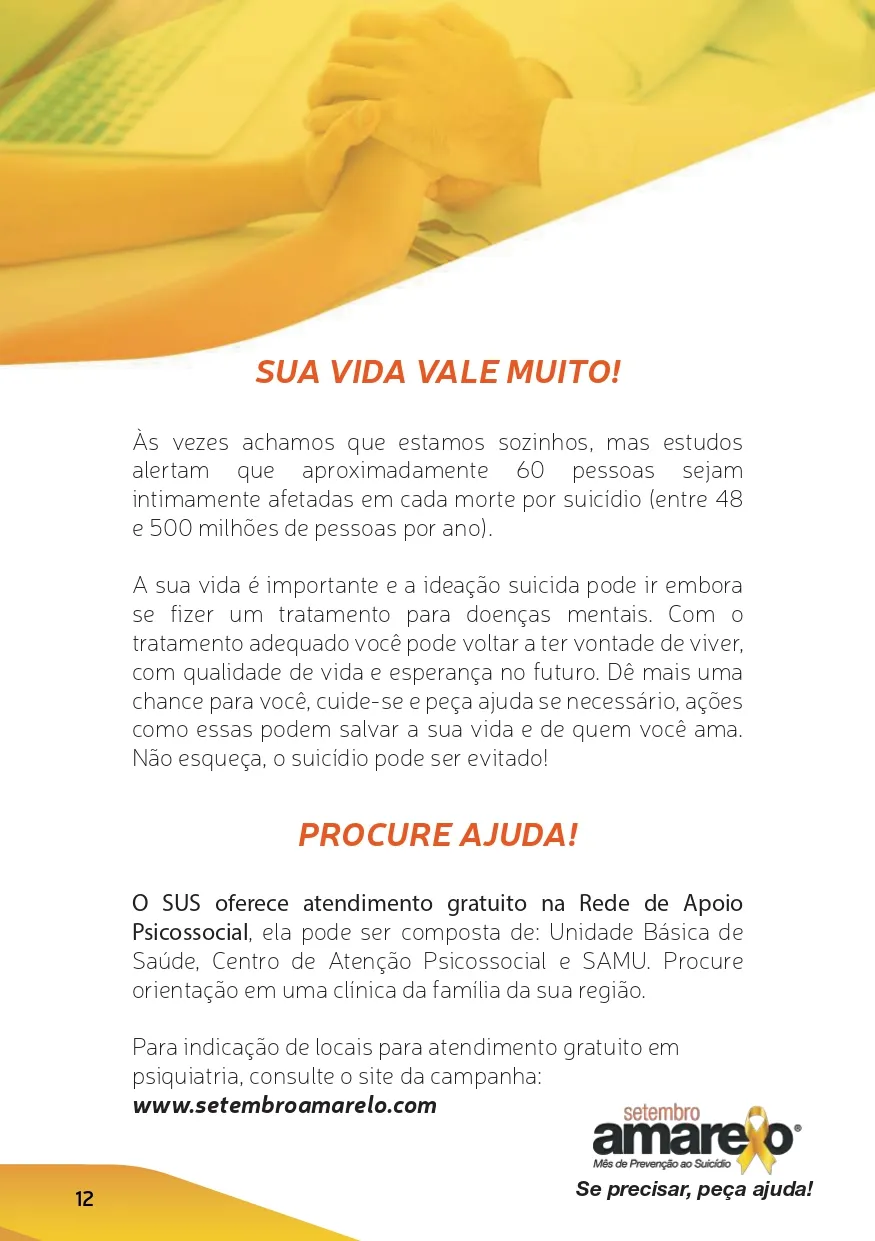 SUA VIDA VALE MUITO!
Às vezes achamos que estamos sozinhos, mas estudos
alertam que aproximadamente 60 pessoas sejam
intimamente afetadas em cada morte por suicídio (entre 48
e 500 milhões de pessoas por ano).
A sua vida é importante e a ideação suicida pode ir embora
se fizer um tratamento para doenças mentais. Com o
tratamento adequado você pode voltar a ter vontade de viver,
com qualidade de vida e esperança no futuro. Dê mais uma
chance para você, cuide-se e peça ajuda se necessário, ações
como essas podem salvar a sua vida e de quem você ama.
Não esqueça, o suicídio pode ser evitado!
PROCURE AJUDA!
O SUS oferece atendimento gratuito na Rede de Apoio
Psicossocial, ela pode ser composta de: Unidade Básica de
Saúde, Centro de Atenção Psicossocial e SAMU. Procure
orientação em uma clínica da família da sua região.
Para indicação de locais para atendimento gratuito em
psiquiatria, consulte o site da campanha:
www.setembroamarelo.com
setembro
amarelo®
Mês de Prevenção ao Suicídio
Se precisar, peça ajuda!
12